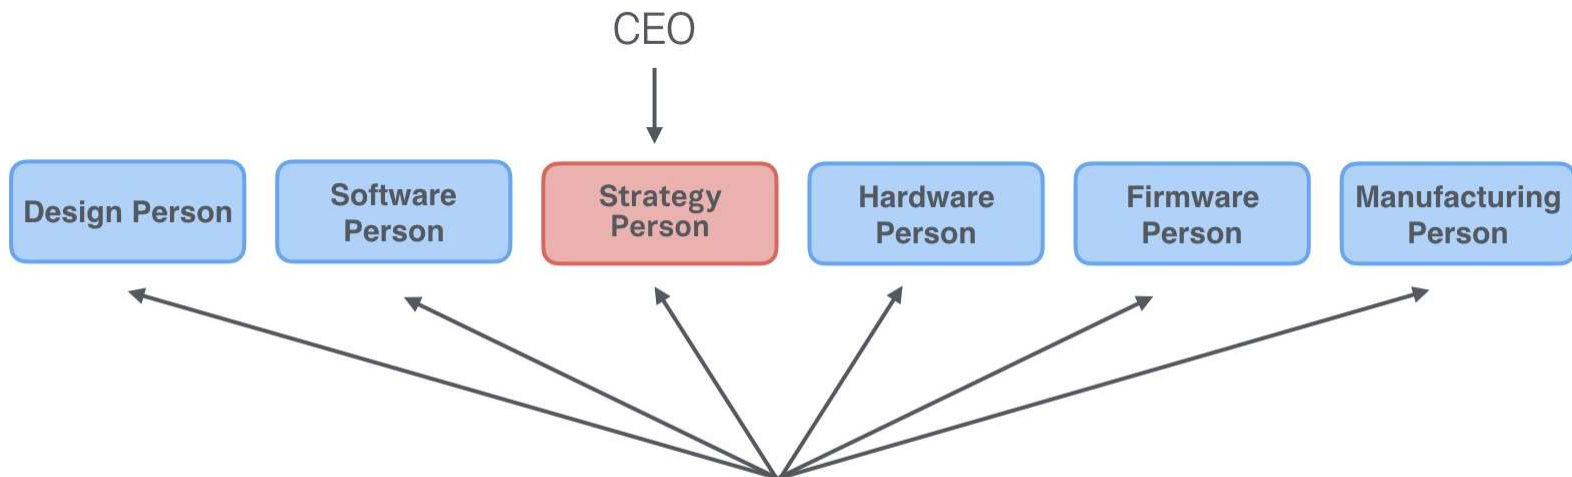 CEO
Design Person
Software
Person
Strategy
Person
Hardware
Person
Firmware
Person
Manufacturing
Person